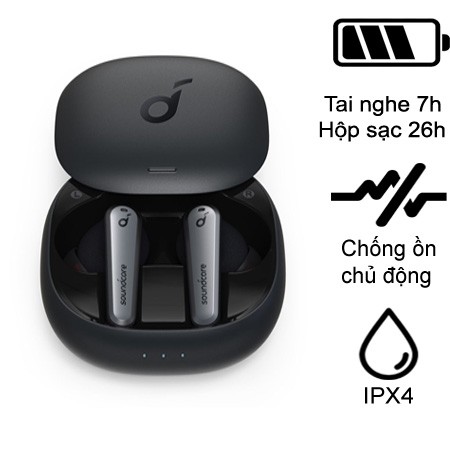 Tai nghe 7h
Hộp sạc 26h
Chống ồn
chủ động
IPX4
soundcore
soundcore